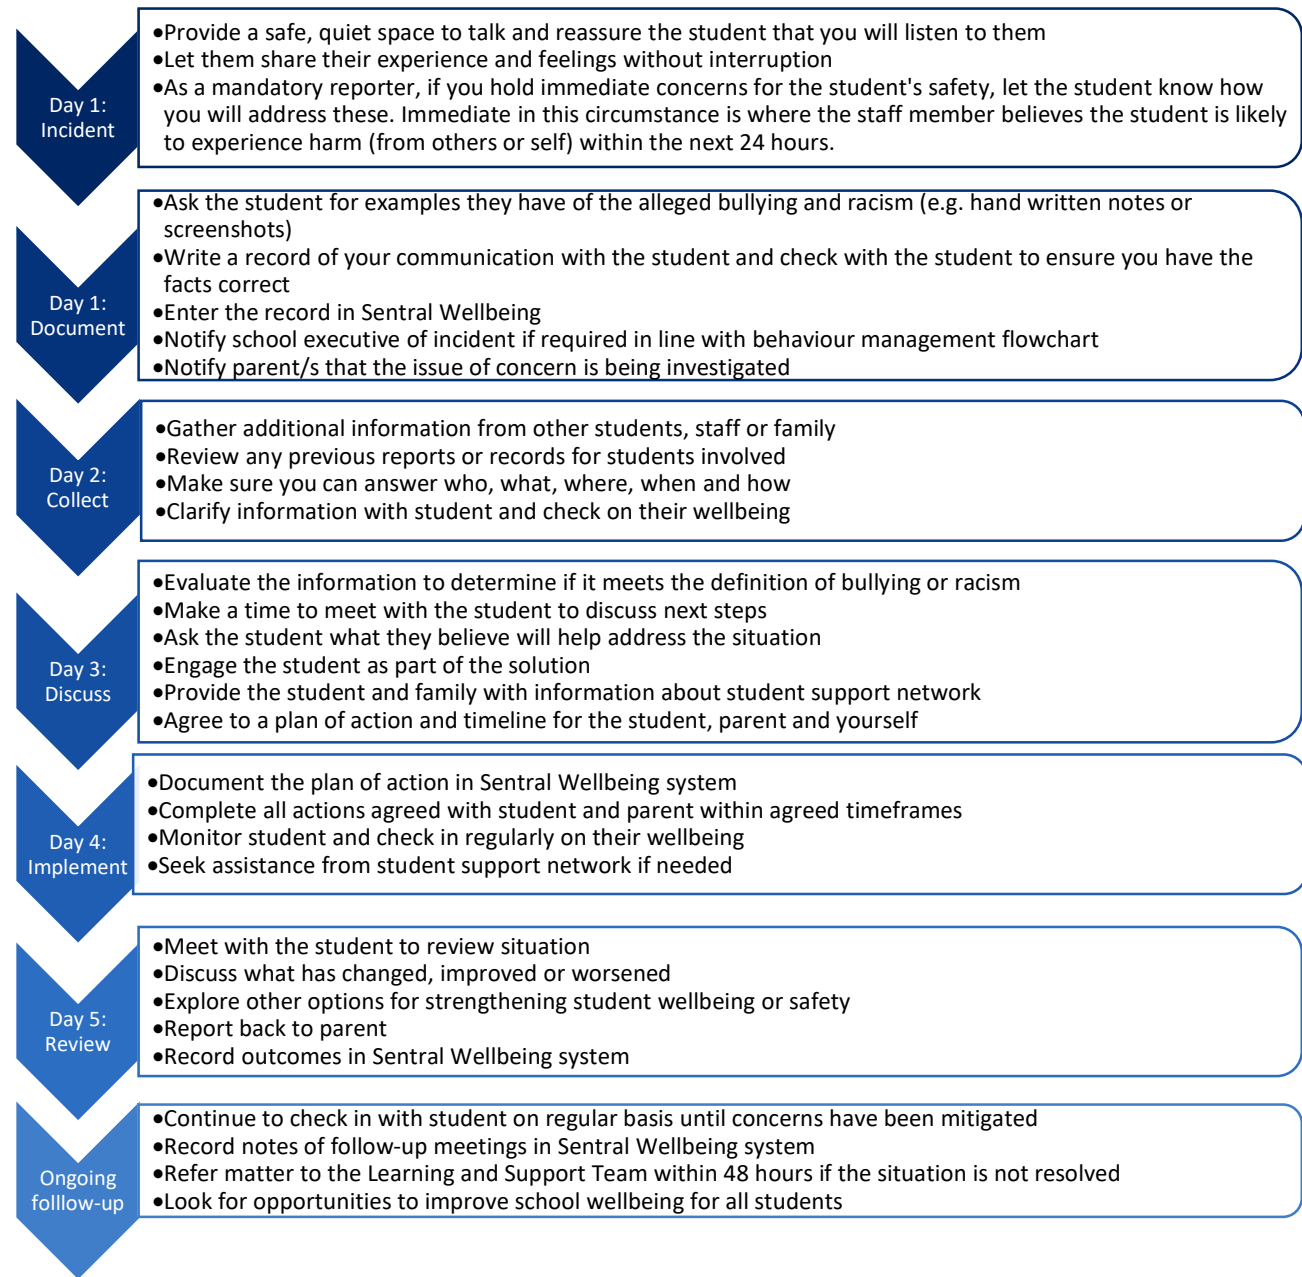 Day 1:
Incident
•Provide a safe, quiet space to talk and reassure the student that you will listen to them
•Let them share their experience and feelings without interruption
•As a mandatory reporter, if you hold immediate concerns for the student's safety, let the student know how
you will address these. Immediate in this circumstance is where the staff member believes the student is likely
to experience harm (from others or self) within the next 24 hours.
Day 1:
Document
•Ask the student for examples they have of the alleged bullying and racism (e.g. hand written notes or
screenshots)
•Write a record of your communication with the student and check with the student to ensure you have the
facts correct
•Enter the record in Sentral Wellbeing
•Notify school executive of incident if required in line with behaviour management flowchart
•Notify parent/s that the issue of concern is being investigated
Day 2:
Collect
•Gather additional information from other students, staff or family
•Review any previous reports or records for students involved
•Make sure you can answer who, what, where, when and how
•Clarify information with student and check on their wellbeing
Day 3:
Discuss
•Evaluate the information to determine if it meets the definition of bullying or racism
•Make a time to meet with the student to discuss next steps
•Ask the student what they believe will help address the situation
•Engage the student as part of the solution
•Provide the student and family with information about student support network
•Agree to a plan of action and timeline for the student, parent and yourself
Day 4:
Implement
•Document the plan of action in Sentral Wellbeing system
•Complete all actions agreed with student and parent within agreed timeframes
•Monitor student and check in regularly on their wellbeing
•Seek assistance from student support network if needed
Day 5:
Review
•Meet with the student to review situation
•Discuss what has changed, improved or worsened
•Explore other options for strengthening student wellbeing or safety
•Report back to parent
•Record outcomes in Sentral Wellbeing system
Ongoing
folllow-up
•Continue to check in with student on regular basis until concerns have been mitigated
•Record notes of follow-up meetings in Sentral Wellbeing system
•Refer matter to the Learning and Support Team within 48 hours if the situation is not resolved
•Look for opportunities to improve school wellbeing for all students